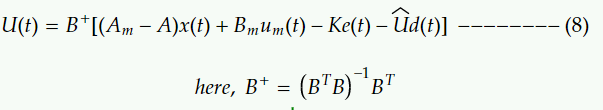 U(t) = B⁺[(Aₘ − A)x(t) + Bₘuₘ(t) − Ke(t) − Û͏d(t)] −−−−−−−− (8)
here, B⁺ = (BᵀB)⁻¹Bᵀ